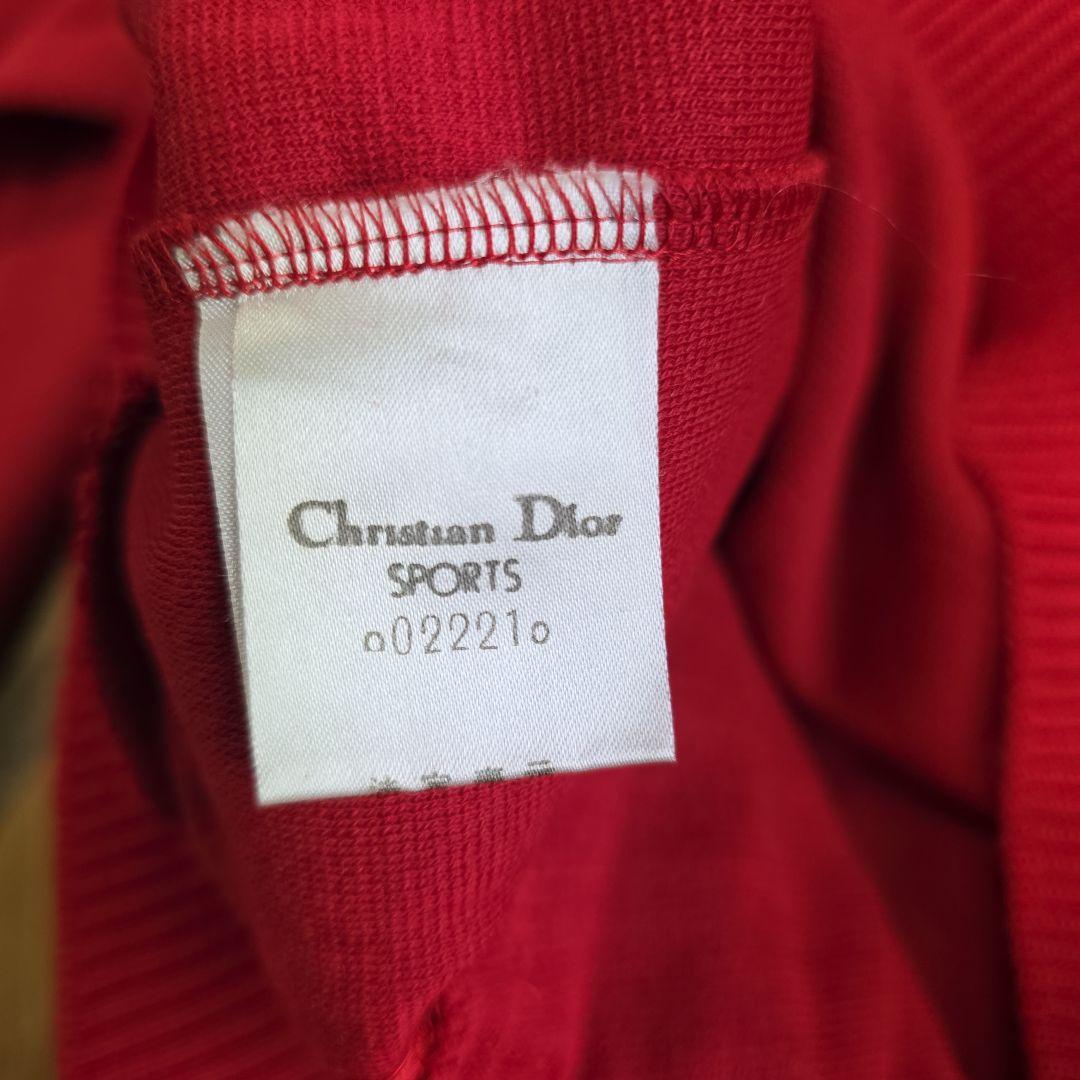 Christian Dior
SPORTS
o02221o